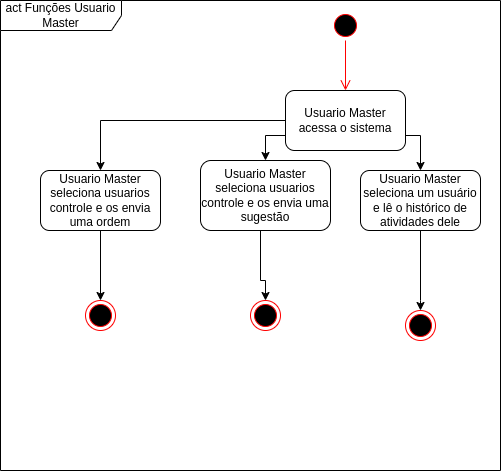 act Funções Usuario
Master
Usuario Master
acessa o sistema
Usuario Master
seleciona usuarios
controle e os envia
uma ordem
Usuario Master
seleciona usuarios
controle e os envia uma
sugestão
Usuario Master
seleciona um usuário
e lê o histórico de
atividades dele